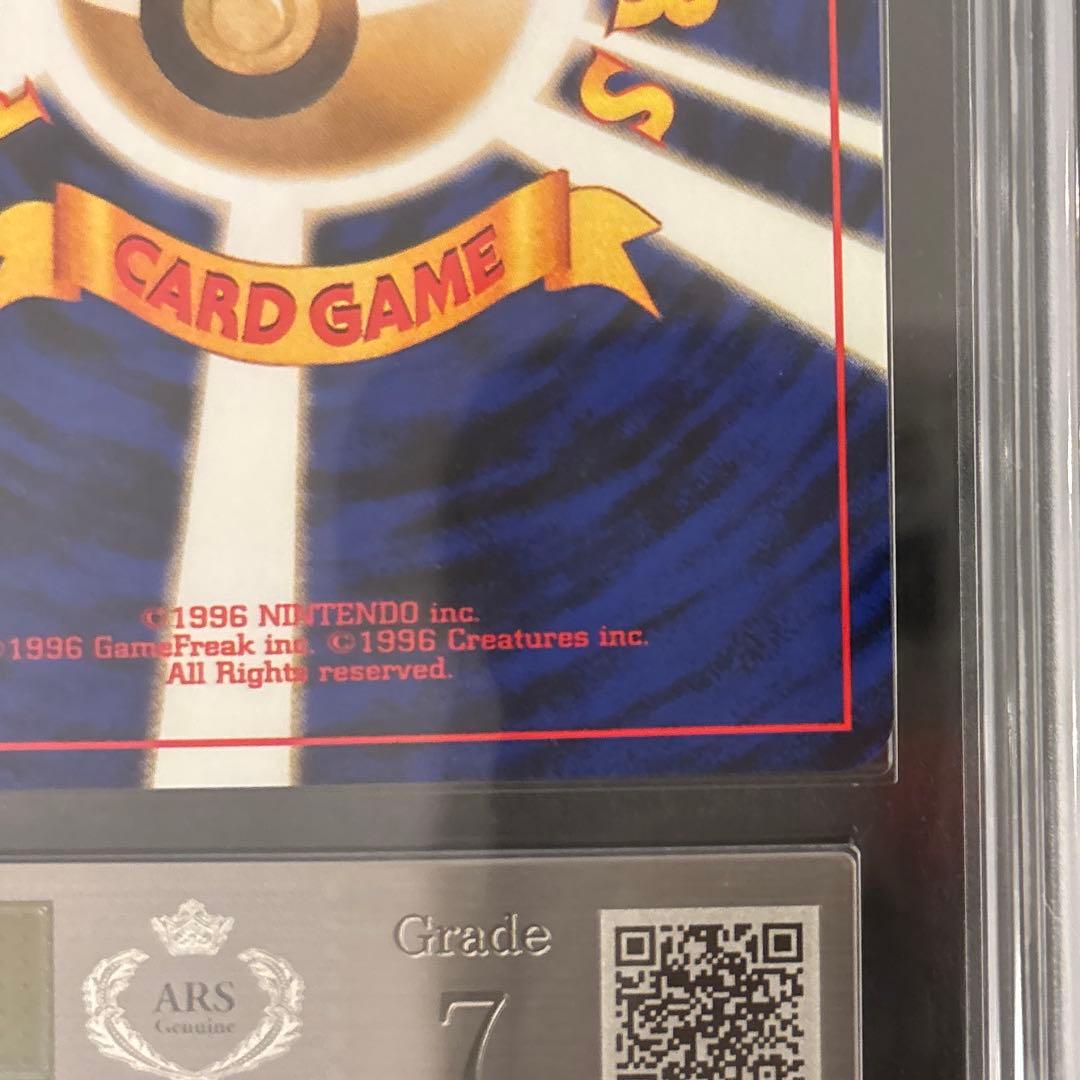 CARD GAME
©1996 NINTENDO inc.
©1996 GameFreak inc. ©1996 Creatures inc.
All Rights reserved.
Grade
ARS
Genuine
7